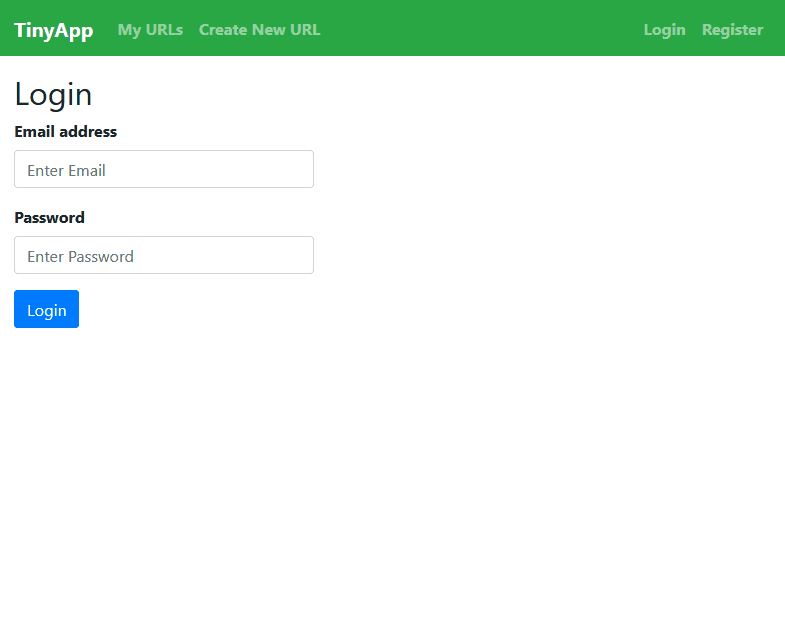 TinyApp My URLs Create New URL Login Register
Login
Email address
Enter Email
Password
Enter Password
Login